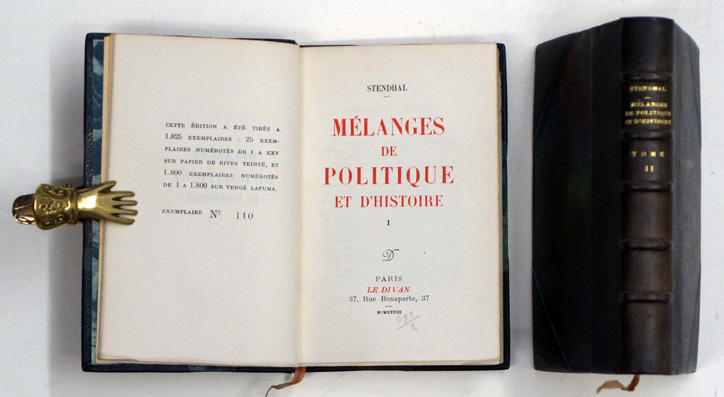 CETTE ÉDITION A ÉTÉ TIRÉE A
1.825 EXEMPLAIRES : 25 EXEM-
PLAIRES NUMÉROTÉS DE I A XXV
SUR PAPIER DE RIVES TEINTÉ, ET
1.800 EXEMPLAIRES NUMÉROTÉS
DE 1 A 1.800 SUR VERGÉ LAFUMA.
EXEMPLAIRE Nº 110
STENDHAL
MÉLANGES
DE
POLITIQUE
ET D'HISTOIRE
I
D
PARIS
LE DIVAN
37, Rue Bonaparte, 37
STENDHAL
MÉLANGES
DE POLITIQUE
ET D'HISTOIRE
TOME
II